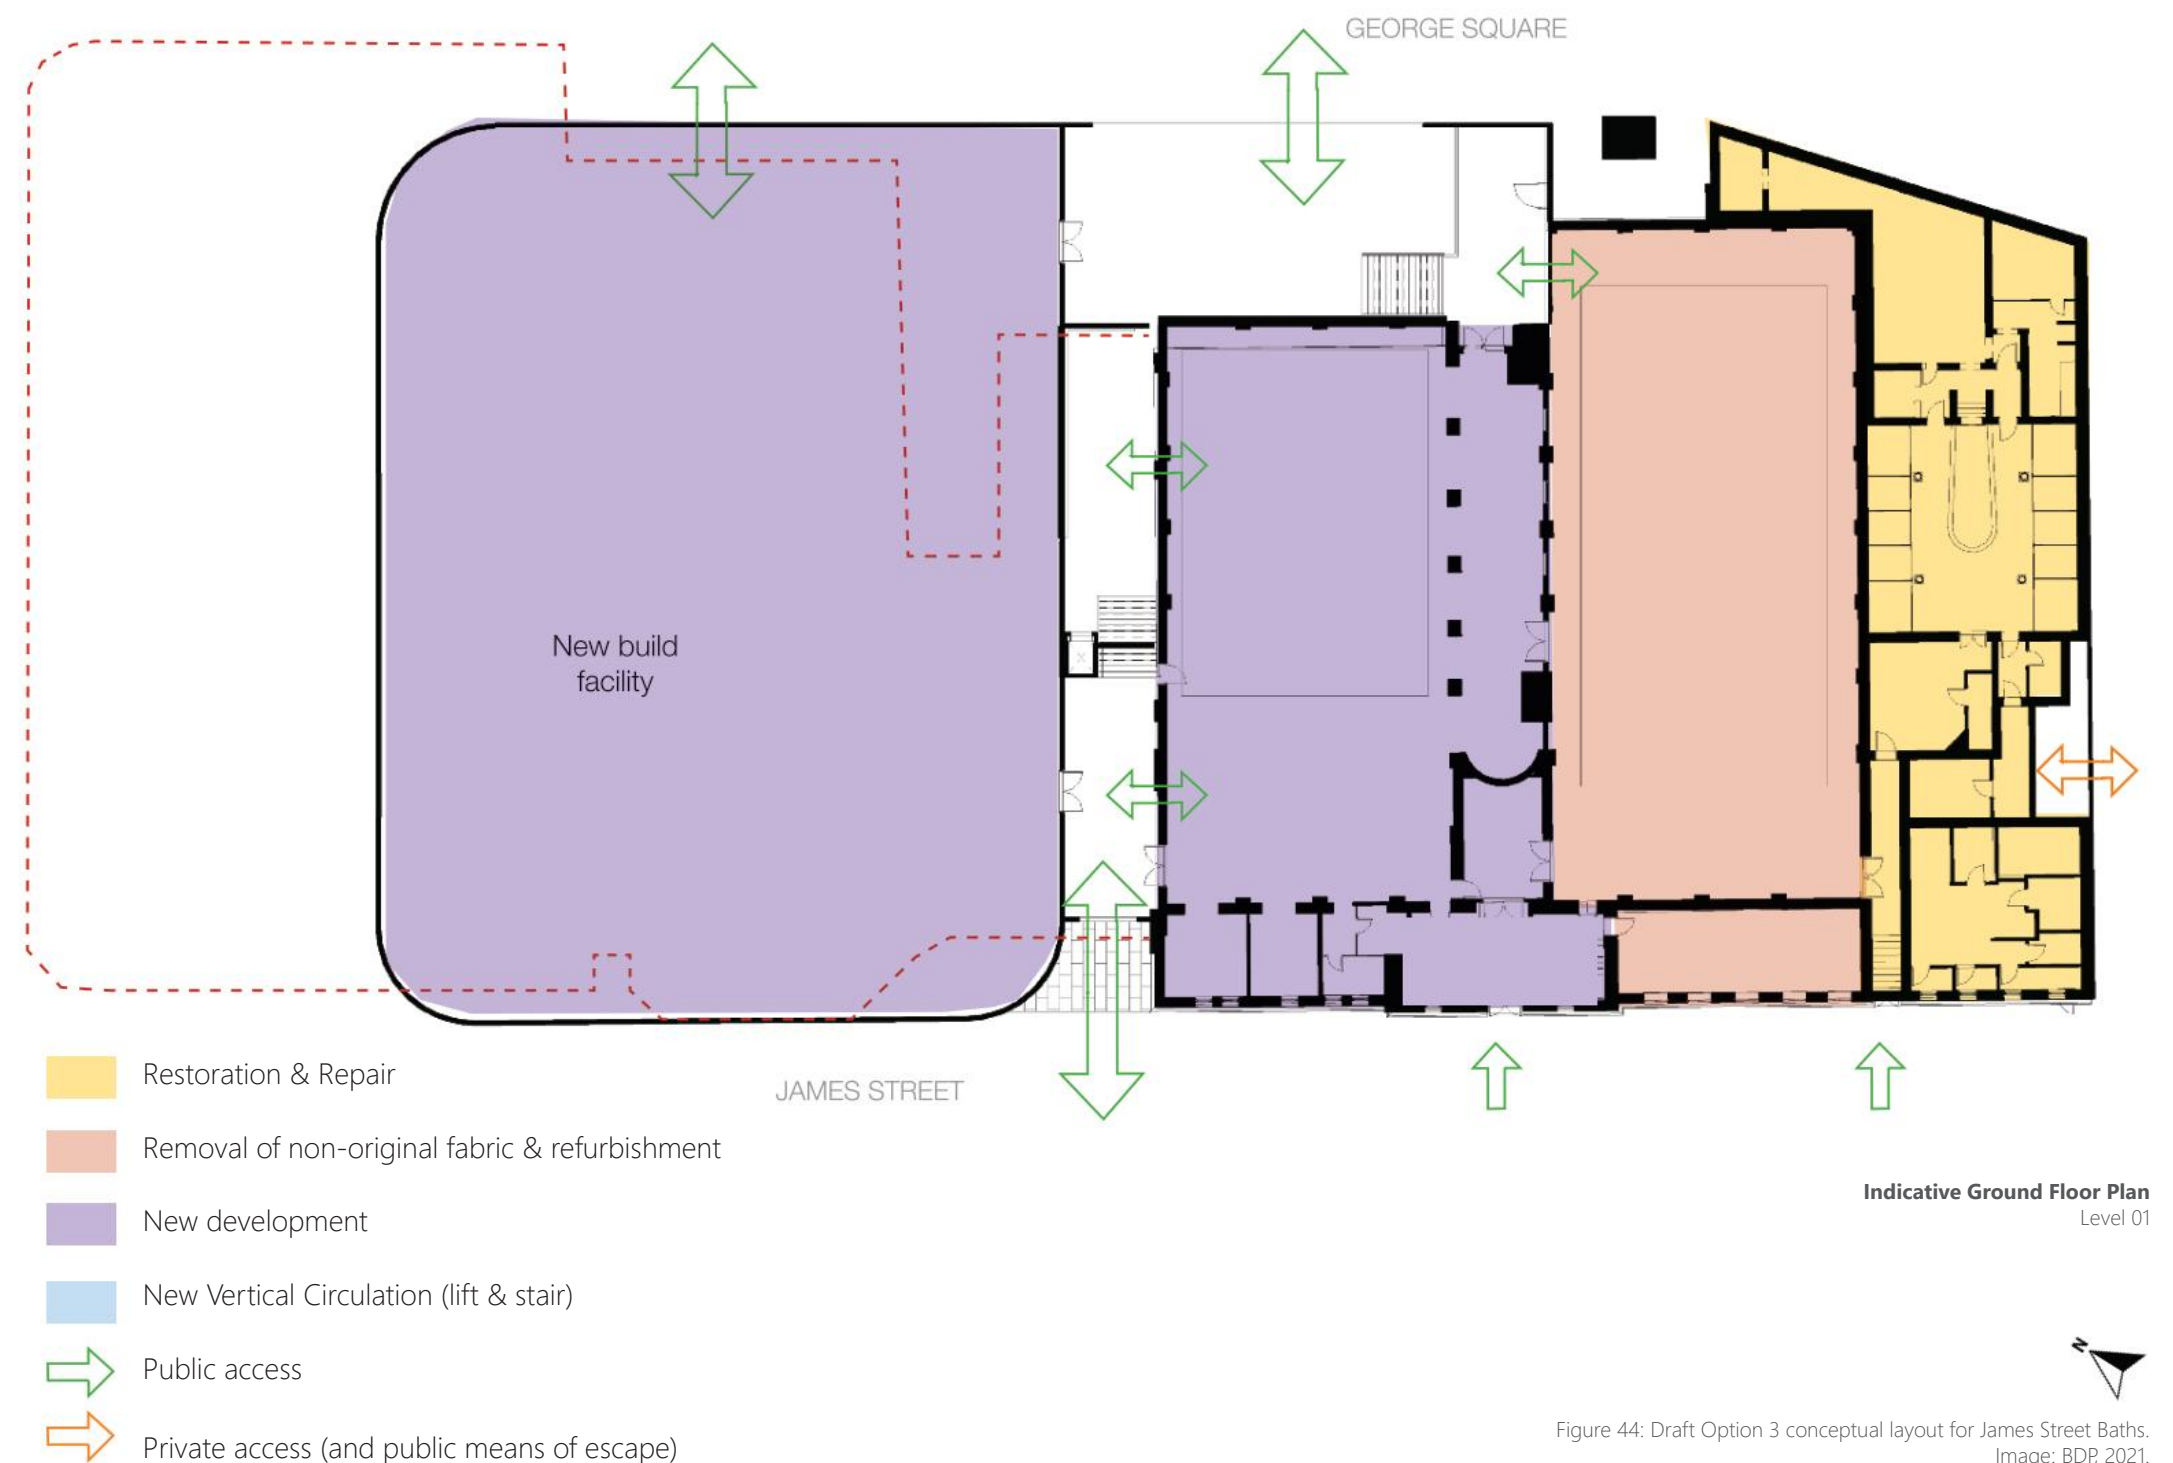 GEORGE SQUARE
New build
facility
JAMES STREET
Restoration & Repair
Removal of non-original fabric & refurbishment
New development
New Vertical Circulation (lift & stair)
Public access
Private access (and public means of escape)
Indicative Ground Floor Plan
Level 01
N
Figure 44: Draft Option 3 conceptual layout for James Street Baths.
Image: BDP, 2021.